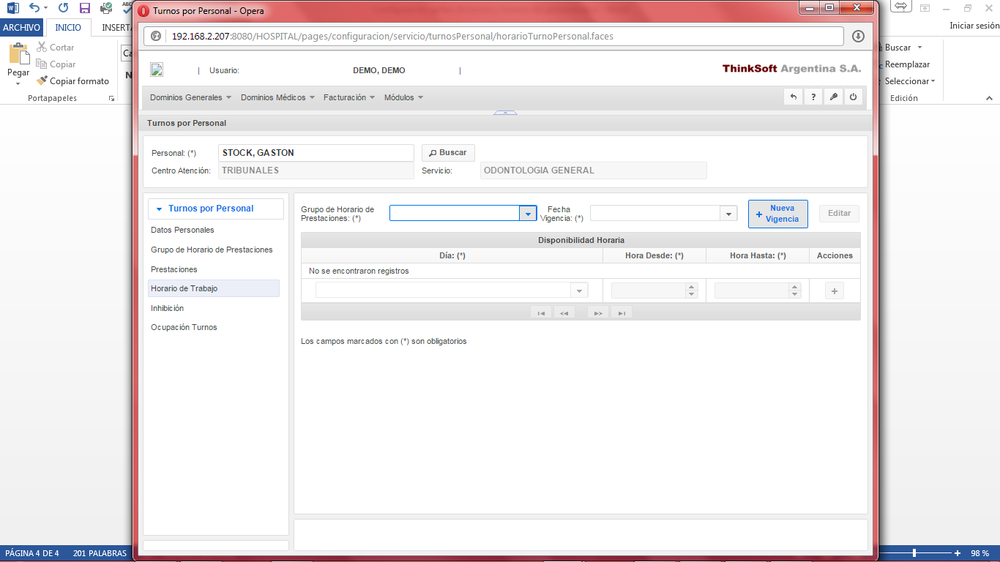 Turnos por Personal - Opera
ARCHIVO INICIO INSERTA
Iniciar sesión
Pegar
Cortar
Copiar
Copiar formato
Portapapeles
Ca
N
Buscar
Reemplazar
Seleccionar
Edición
192.168.2.207:8080/HOSPITAL/pages/configuracion/servicio/turnosPersonal/horarioTurnoPersonal.faces
| Usuario: DEMO, DEMO |
ThinkSoft Argentina S.A.
Dominios Generales Dominios Médicos Facturación Módulos ?
Turnos por Personal
Personal: (*) STOCK, GASTON Buscar
Centro Atención: TRIBUNALES Servicio: ODONTOLOGIA GENERAL
Turnos por Personal
Datos Personales
Grupo de Horario de Prestaciones
Prestaciones
Horario de Trabajo
Inhibición
Ocupación Turnos
Grupo de Horario de
Prestaciones: (*)
Fecha
Vigencia: (*)
+ Nueva
Vigencia
Editar
Disponibilidad Horaria
Día: (*) Hora Desde: (*) Hora Hasta: (*) Acciones
No se encontraron registros
+
Los campos marcados con (*) son obligatorios
PÁGINA 4 DE 4 201 PALABRAS
+ 98 %